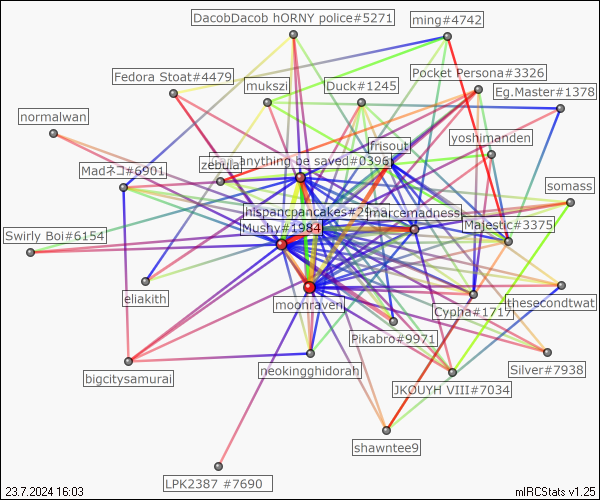 DacobDacob hORNY police#5271
ming#4742
Pocket Persona#3326
Fedora Stoat#4479
mukszi
Duck#1245
Eg.Master#1378
normalwan
yoshimanden
frisout
zebula
anything be saved#0396
Madネコ#6901
somass
hispancpancakes#29
marcemadness
Majestic#3375
Mushy#1984
Swirly Boi#6154
eliakith
moonraven
Cypha#1717
thesecondtwat
Pikabro#9971
neokingghidorah
Silver#7938
bigcitysamurai
JKOUYH VIII#7034
shawntee9
LPK2387 #7690
23.7.2024 16:03
mIRCStats v1.25